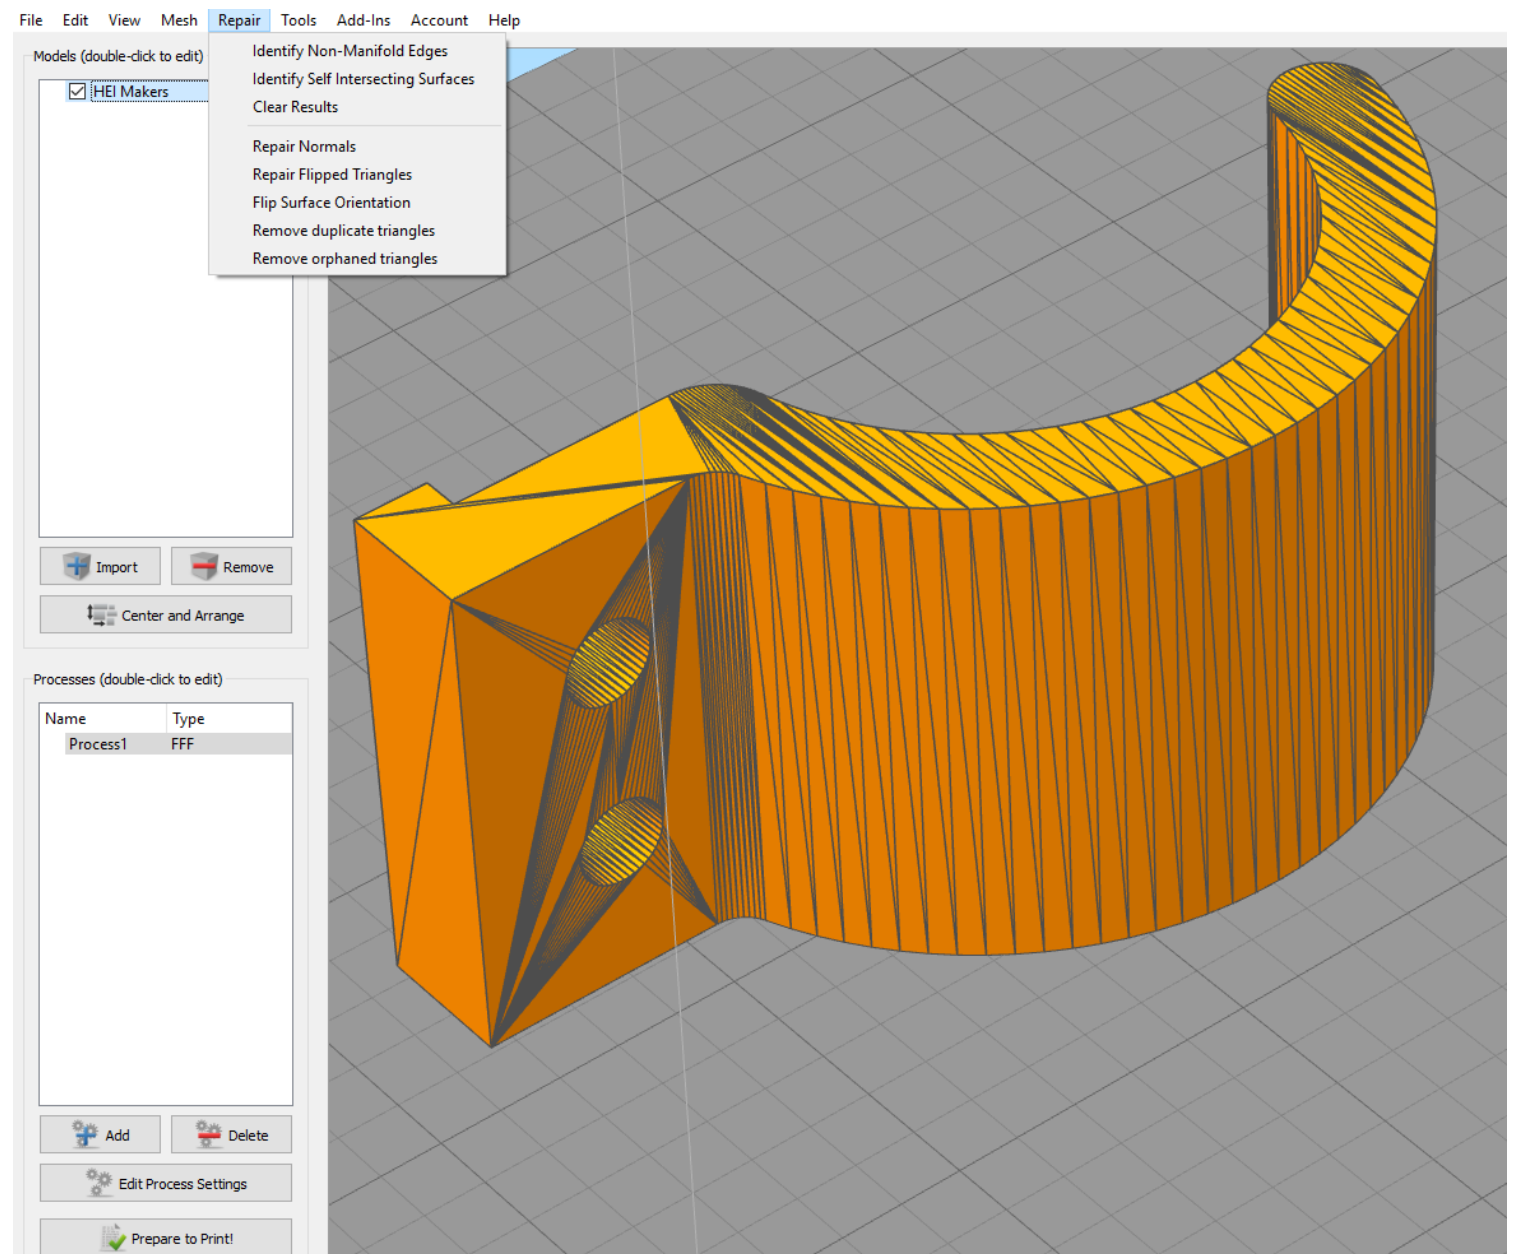 File Edit View Mesh Repair Tools Add-Ins Account Help
Models (double-click to edit)
HEI Makers
Identify Non-Manifold Edges
Identify Self Intersecting Surfaces
Clear Results
Repair Normals
Repair Flipped Triangles
Flip Surface Orientation
Remove duplicate triangles
Remove orphaned triangles
Import Remove
Center and Arrange
Processes (double-click to edit)
Name Type
Process1 FFF
Add Delete
Edit Process Settings
Prepare to Print!